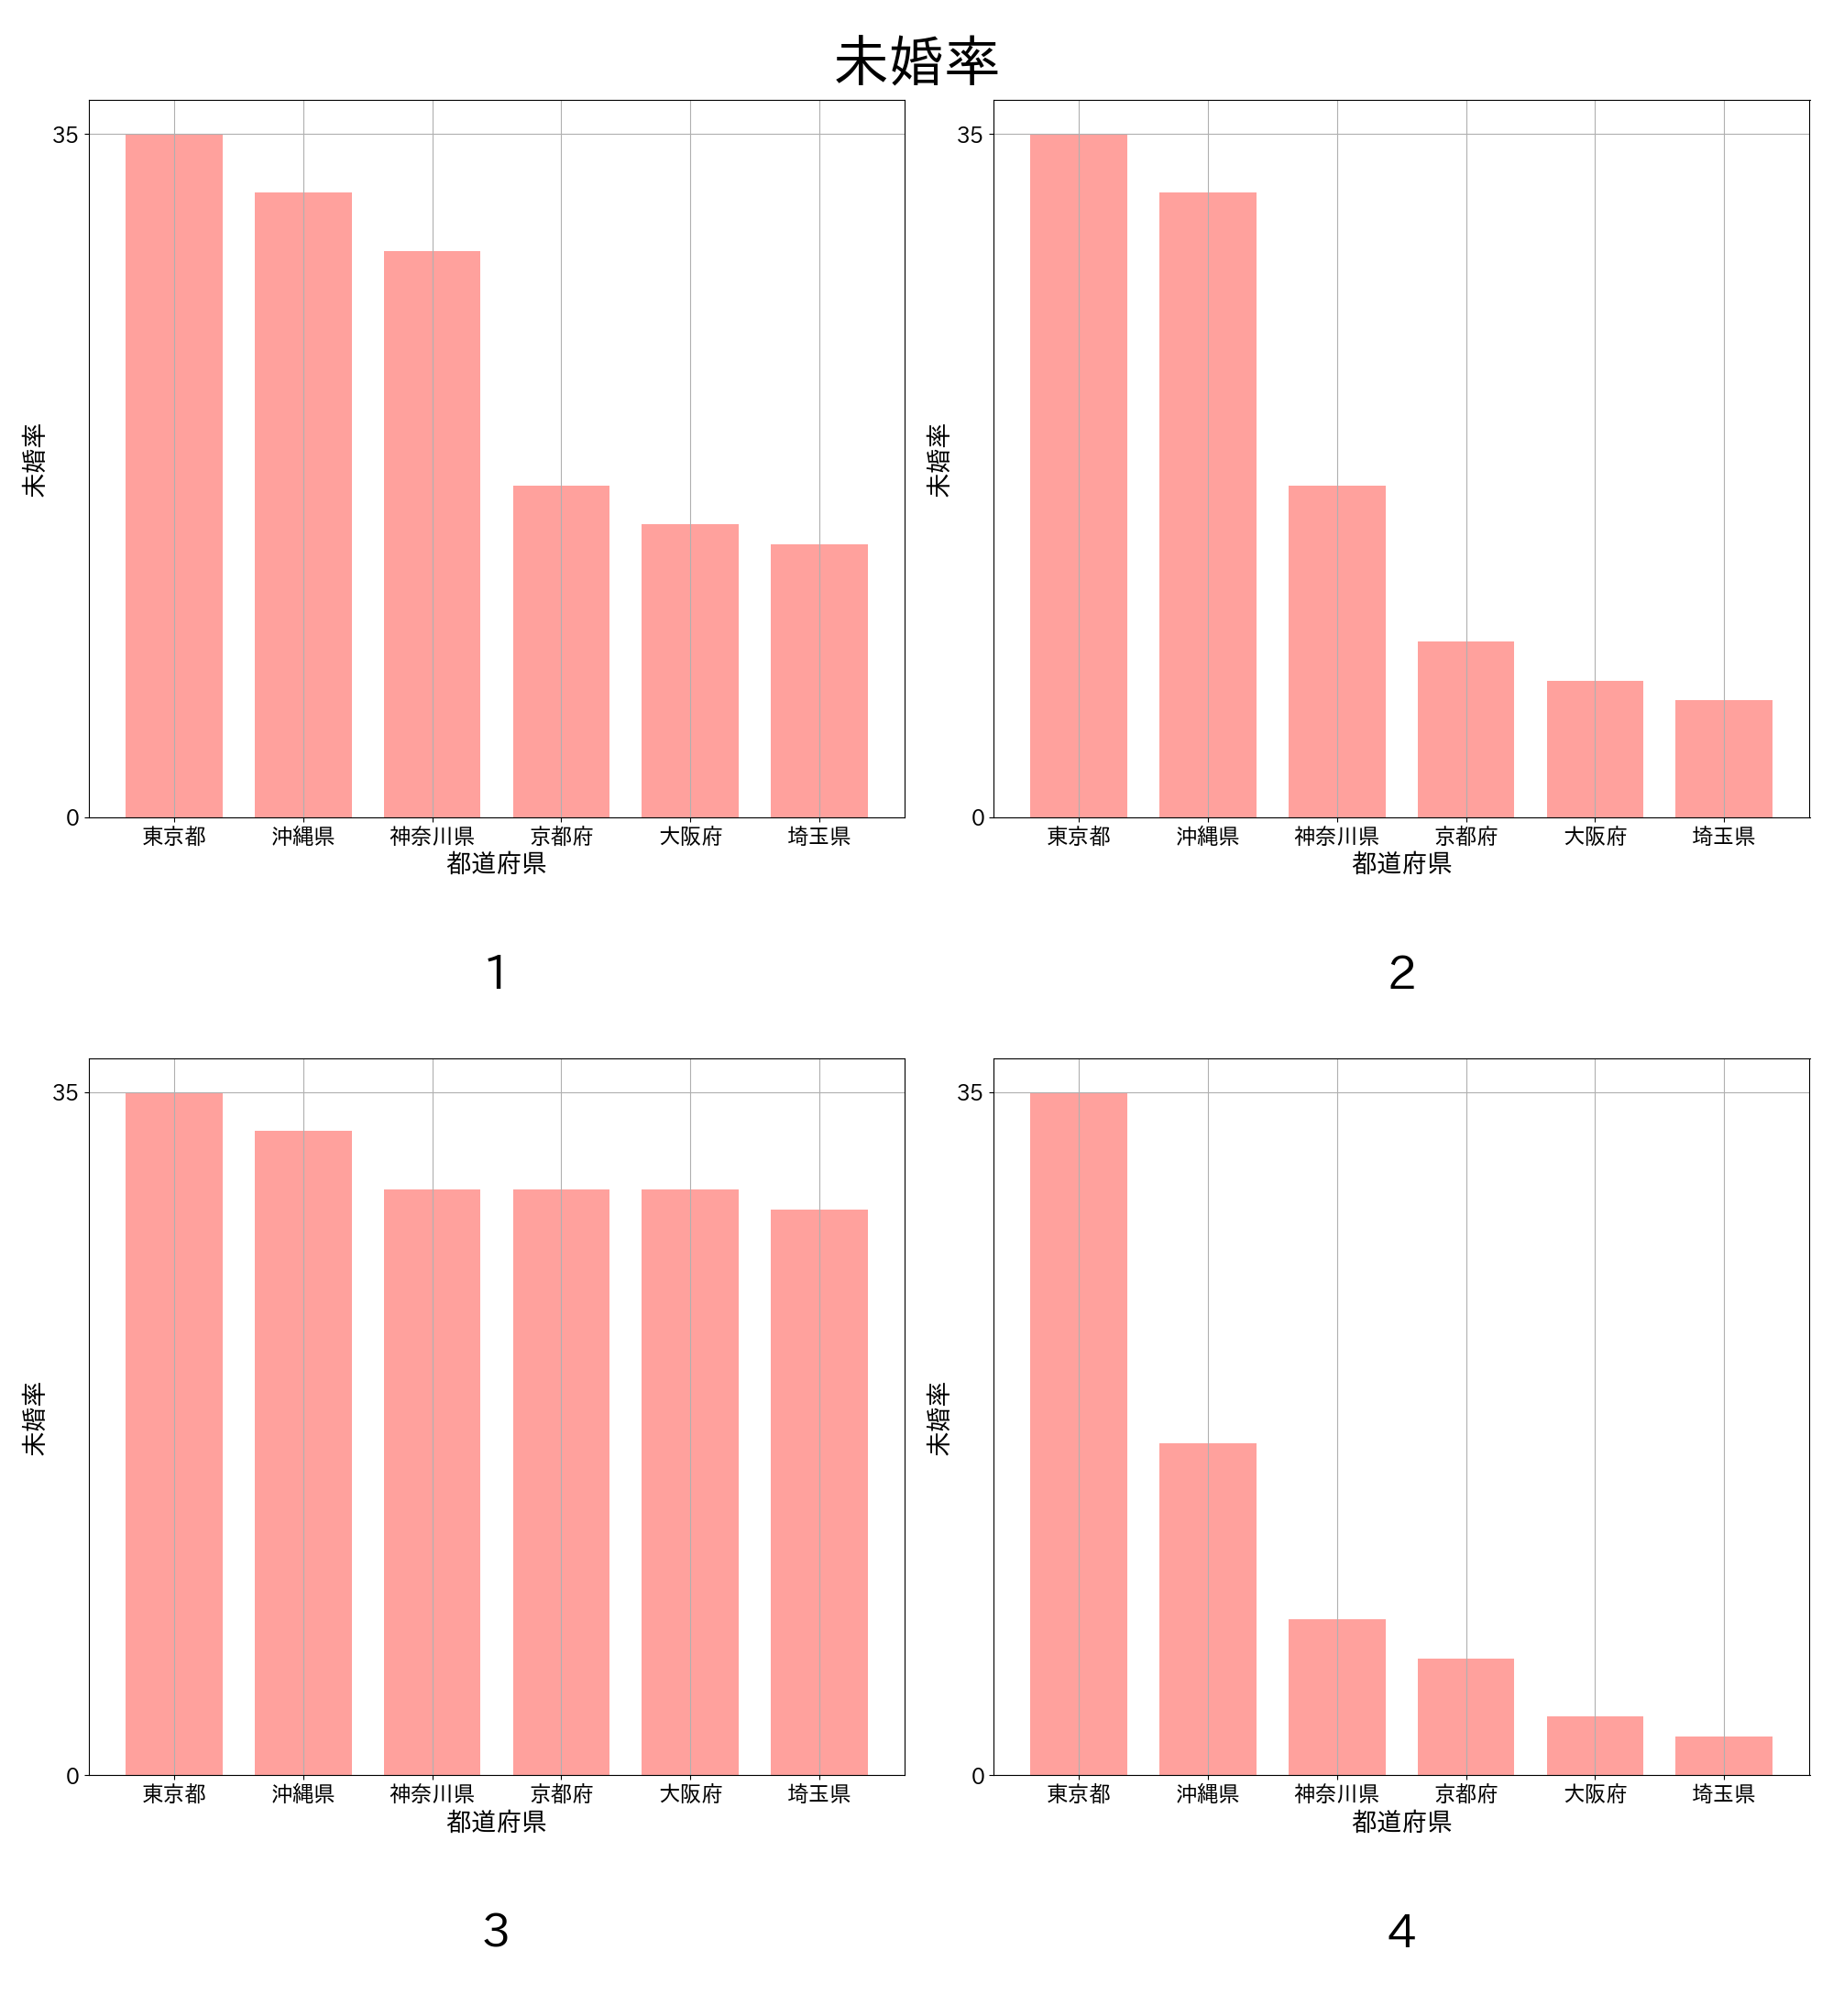 未婚率
35
0
未婚率
東京都 沖縄県 神奈川県 京都府 大阪府 埼玉県
都道府県
1
35
0
未婚率
東京都 沖縄県 神奈川県 京都府 大阪府 埼玉県
都道府県
2
35
0
未婚率
東京都 沖縄県 神奈川県 京都府 大阪府 埼玉県
都道府県
3
35
0
未婚率
東京都 沖縄県 神奈川県 京都府 大阪府 埼玉県
都道府県
4